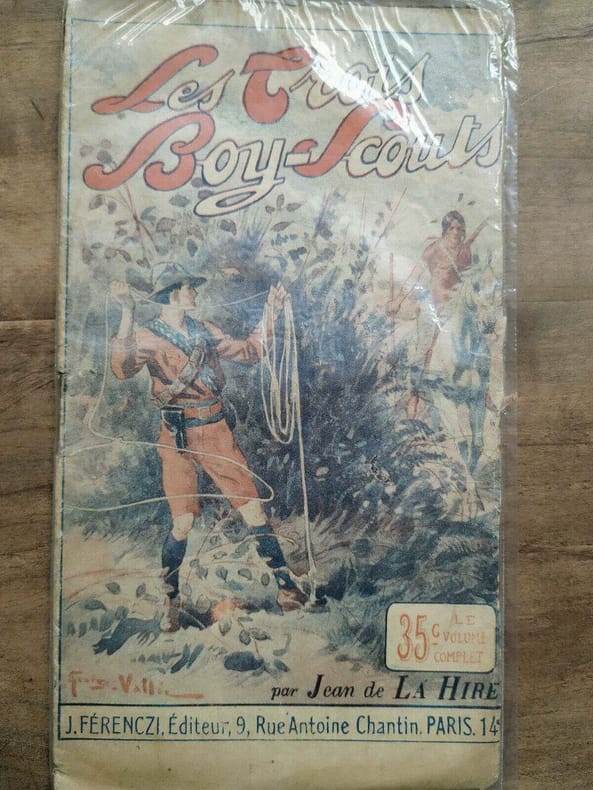 Les Trois
Boy-Scouts
35c
LE
VOLUME
COMPLET
par Jean de LA HIRE
J. FÉRENCZI, Éditeur, 9, Rue Antoine Chantin. PARIS. 14e